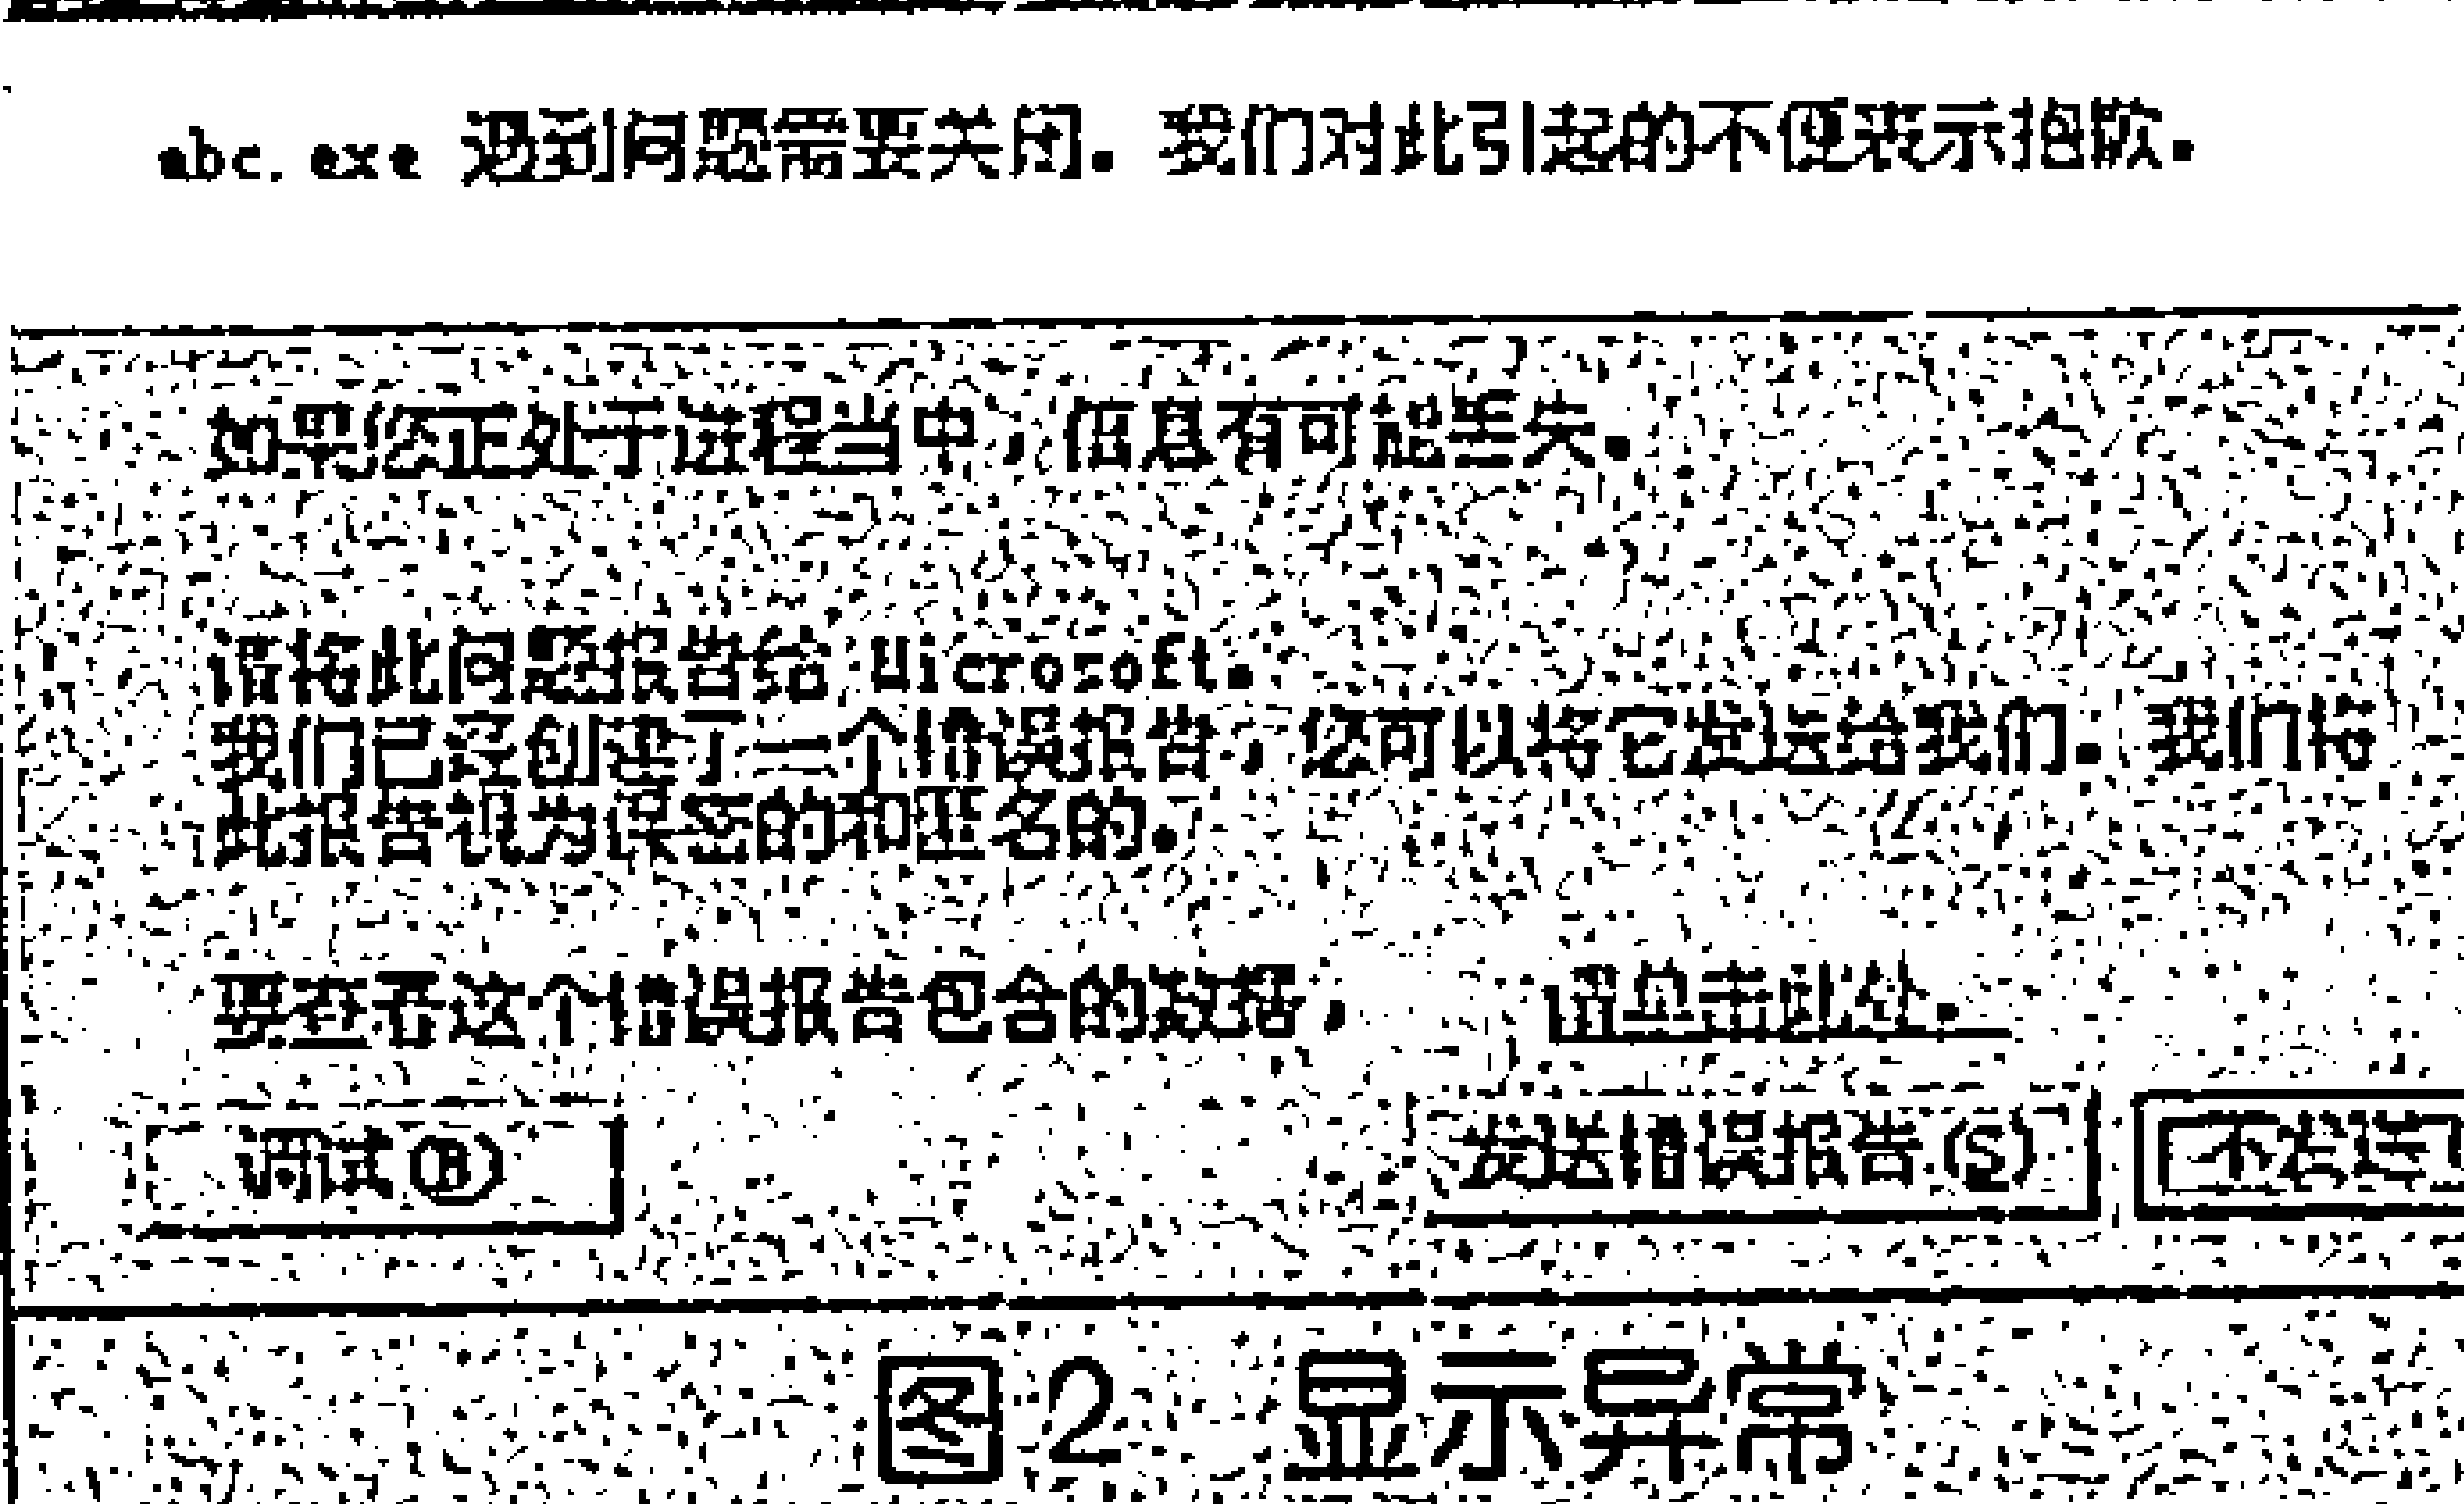 abc.exe 遇到问题需要关闭。我们对此引起的不便表示抱歉。
如果您正处于进程当中，信息有可能丢失。
请将此问题报告给 Microsoft。
我们已经创建了一个错误报告，您可以将它发送给我们。我们将
此报告视为保密的和匿名的。
要查看这个错误报告包含的数据，请单击此处。
调试(B) 发送错误报告(S) 不发送(
图2 显示异常